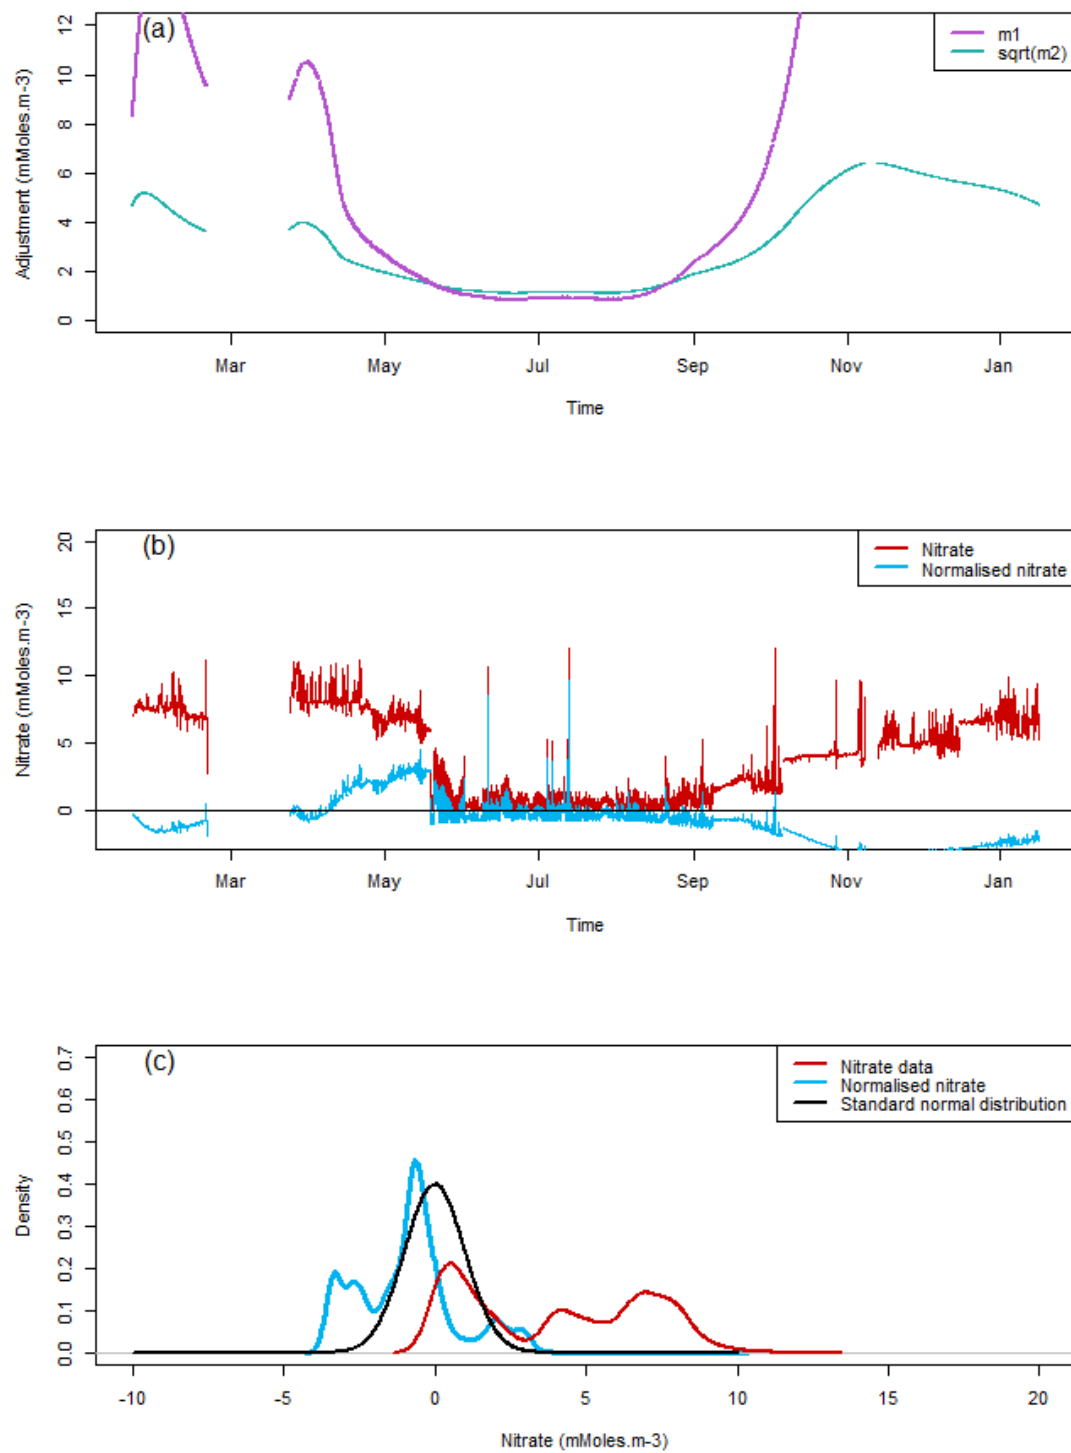 (a)
m1
sqrt(m2)
Adjustment (mMoles.m-3)
12
10
8
6
4
2
0
Mar May Jul Sep Nov Jan
Time
(b)
Nitrate
Normalised nitrate
Nitrate (mMoles.m-3)
20
15
10
5
0
Mar May Jul Sep Nov Jan
Time
(c)
Nitrate data
Normalised nitrate
Standard normal distribution
Density
0.7
0.6
0.5
0.4
0.3
0.2
0.1
0.0
-10 -5 0 5 10 15 20
Nitrate (mMoles.m-3)